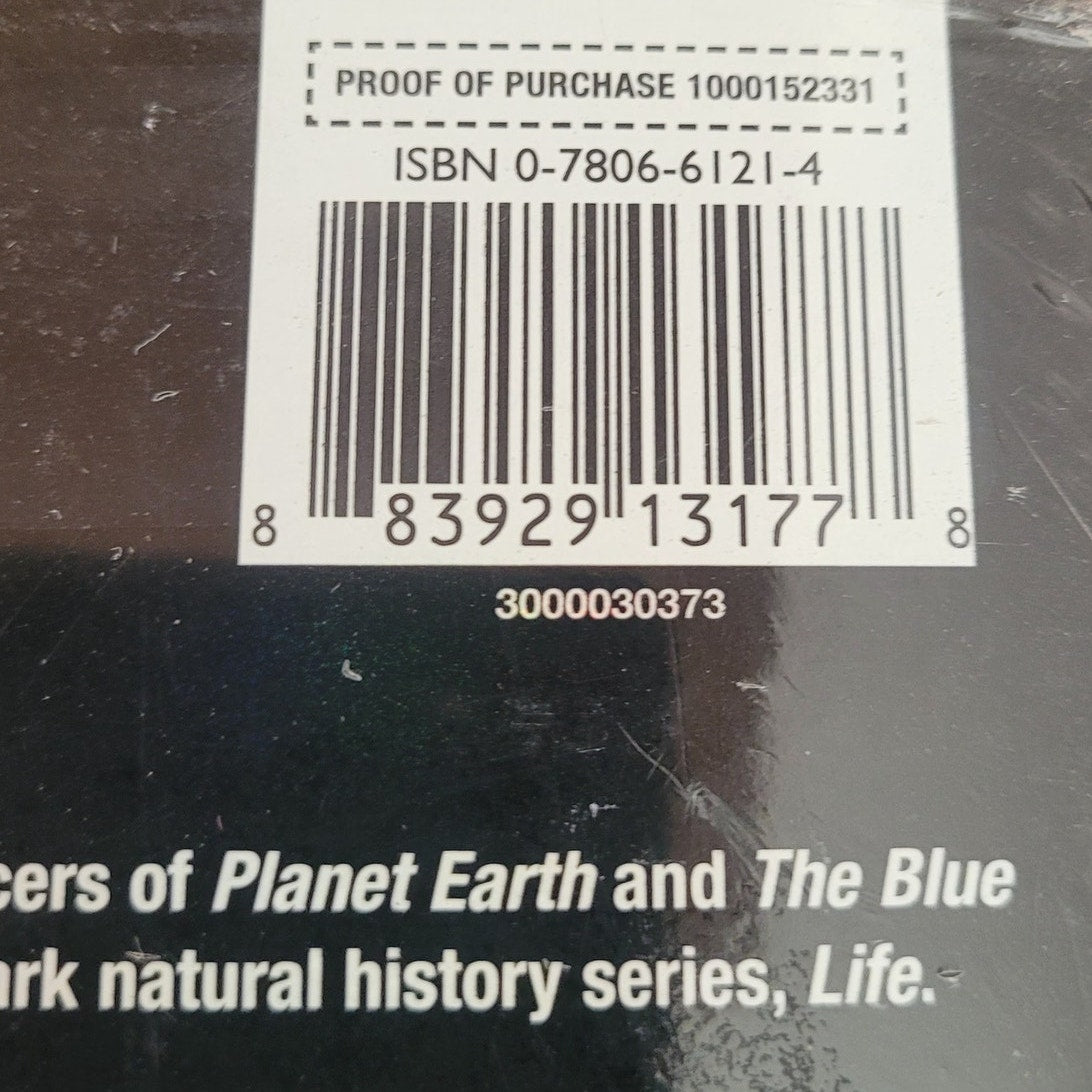 PROOF OF PURCHASE 1000152331
ISBN 0-7806-6121-4
8 83929 13177 8
3000030373
cers of Planet Earth and The Blue
ark natural history series, Life.